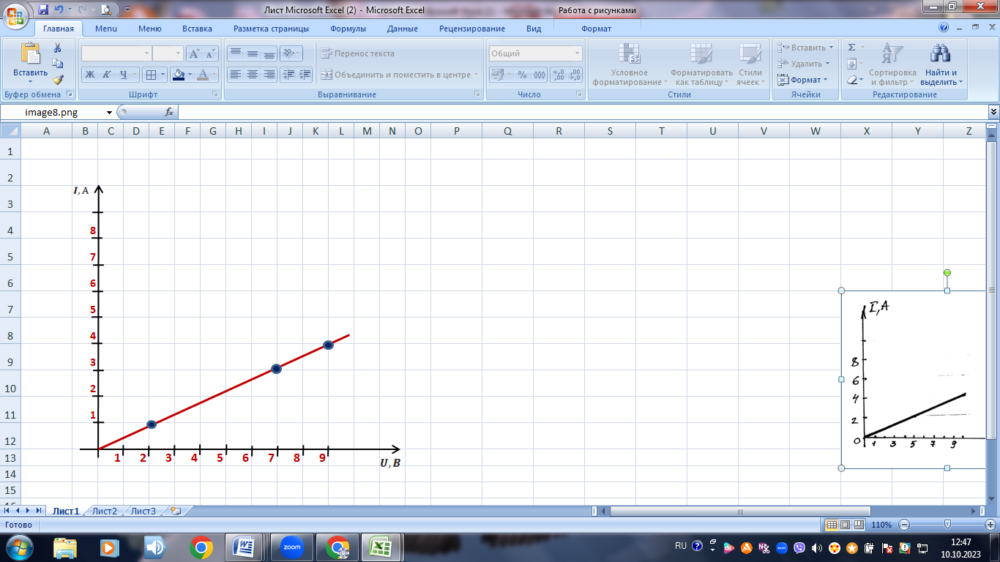 Лист Microsoft Excel (2) - Microsoft Excel
Работа с рисунками
Главная Menu Меню Вставка Разметка страницы Формулы Данные Рецензирование Вид Формат
Вставить
Буфер обмена
Ж К Ч A
Шрифт
Перенос текста
Объединить и поместить в центре
Выравнивание
Общий
% 000
Число
Условное форматирование
Форматировать как таблицу
Стили ячеек
Стили
Вставить
Удалить
Формат
Ячейки
Σ
Сортировка и фильтр
Найти и выделить
Редактирование
image8.png
fx
A B C D E F G H I J K L M N O P Q R S T U V W X Y Z
1
2
3
4
5
6
7
8
9
10
11
12
13
14
15
16
I, A
8
7
6
5
4
3
2
1
1 2 3 4 5 6 7 8 9
U, B
I, A
8
6
4
2
0
1 3 5 7 9
Лист1 Лист2 Лист3
Готово
110%
W zoom
RU
12:47
10.10.2023